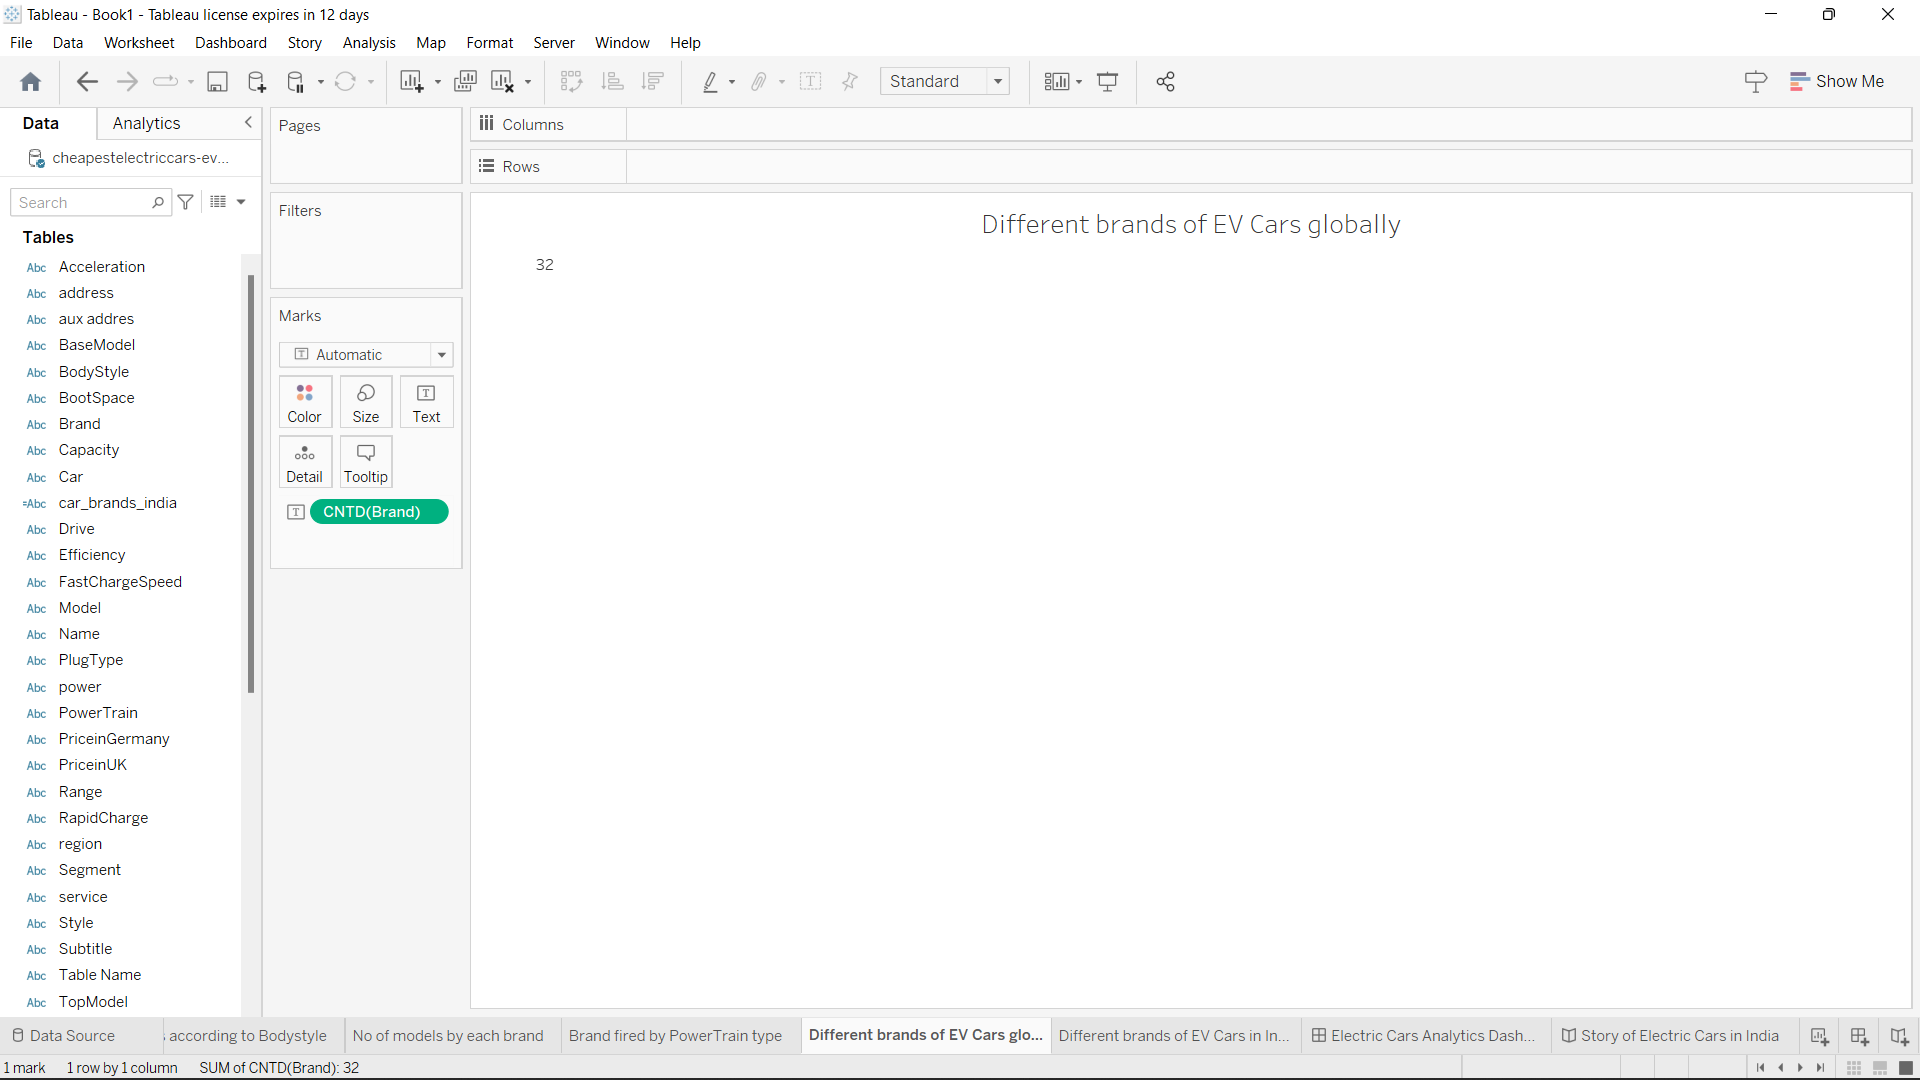 Tableau - Book1 - Tableau license expires in 12 days
File Data Worksheet Dashboard Story Analysis Map Format Server Window Help
Standard
Show Me
Data Analytics
cheapestelectriccars-ev...
Search
Tables
Abc Acceleration
Abc address
Abc aux addres
Abc BaseModel
Abc BodyStyle
Abc BootSpace
Abc Brand
Abc Capacity
Abc Car
=Abc car_brands_india
Abc Drive
Abc Efficiency
Abc FastChargeSpeed
Abc Model
Abc Name
Abc PlugType
Abc power
Abc PowerTrain
Abc PriceinGermany
Abc PriceinUK
Abc Range
Abc RapidCharge
Abc region
Abc Segment
Abc service
Abc Style
Abc Subtitle
Abc Table Name
Abc TopModel
Pages
Filters
Marks
Automatic
Color Size Text
Detail Tooltip
CNTD(Brand)
Columns
Rows
Different brands of EV Cars globally
32
Data Source according to Bodystyle No of models by each brand Brand fired by PowerTrain type Different brands of EV Cars glo... Different brands of EV Cars in In... Electric Cars Analytics Dash... Story of Electric Cars in India
1 mark 1 row by 1 column SUM of CNTD(Brand): 32